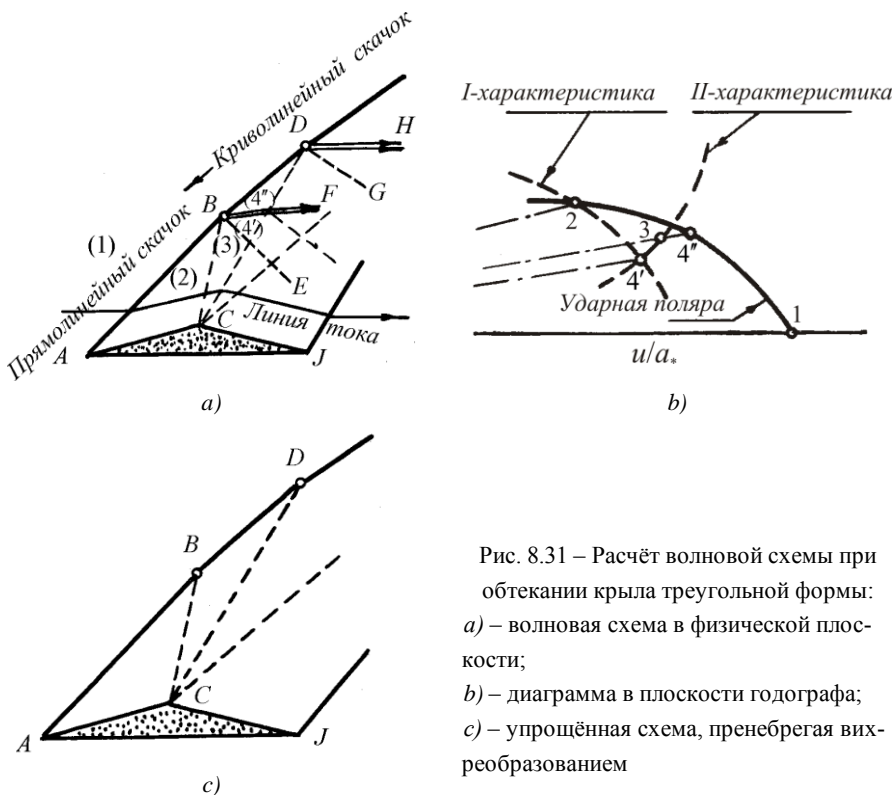 Криволинейный скачок
Прямолинейный скачок
D
H
G
B
(4″)
F
(4′)
(1)
(3)
E
(2)
C
Линия тока
A
J
a)
I-характеристика
II-характеристика
2
3
4″
4′
Ударная поляра
1
u/a*
b)
D
B
C
A
J
c)
Рис. 8.31 – Расчёт волновой схемы при
обтекании крыла треугольной формы:
a) – волновая схема в физической плос-
кости;
b) – диаграмма в плоскости годографа;
c) – упрощённая схема, пренебрегая вих-
реобразованием